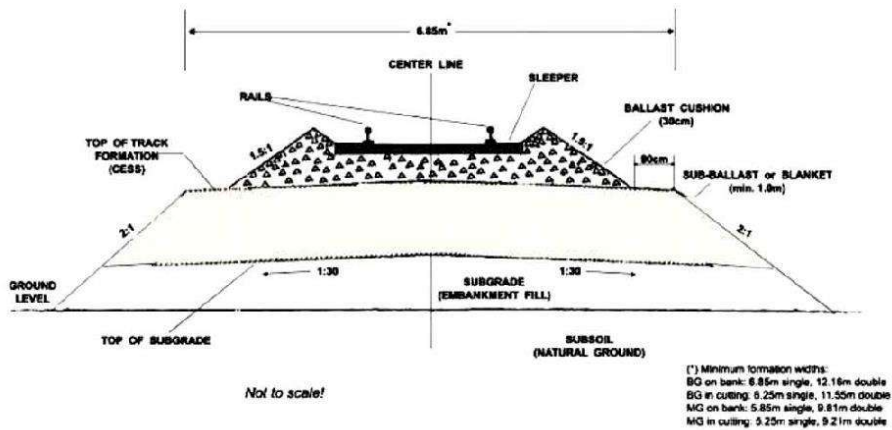 6.85m*
CENTER LINE
SLEEPER
RAILS
BALLAST CUSHION
(30cm)
1.5:1
1.5:1
TOP OF TRACK
FORMATION
(CESS)
90cm
SUB-BALLAST or BLANKET
(min. 1.0m)
2:1
2:1
1:30
1:30
GROUND
LEVEL
SUBGRADE
(EMBANKMENT FILL)
TOP OF SUBGRADE
SUBSOIL
(NATURAL GROUND)
Not to scale!
(*) Minimum formation widths:
BG on bank: 6.85m single, 12.16m double
BG in cutting: 6.25m single, 11.55m double
MG on bank: 5.85m single, 9.81m double
MG in cutting: 5.25m single, 9.21m double